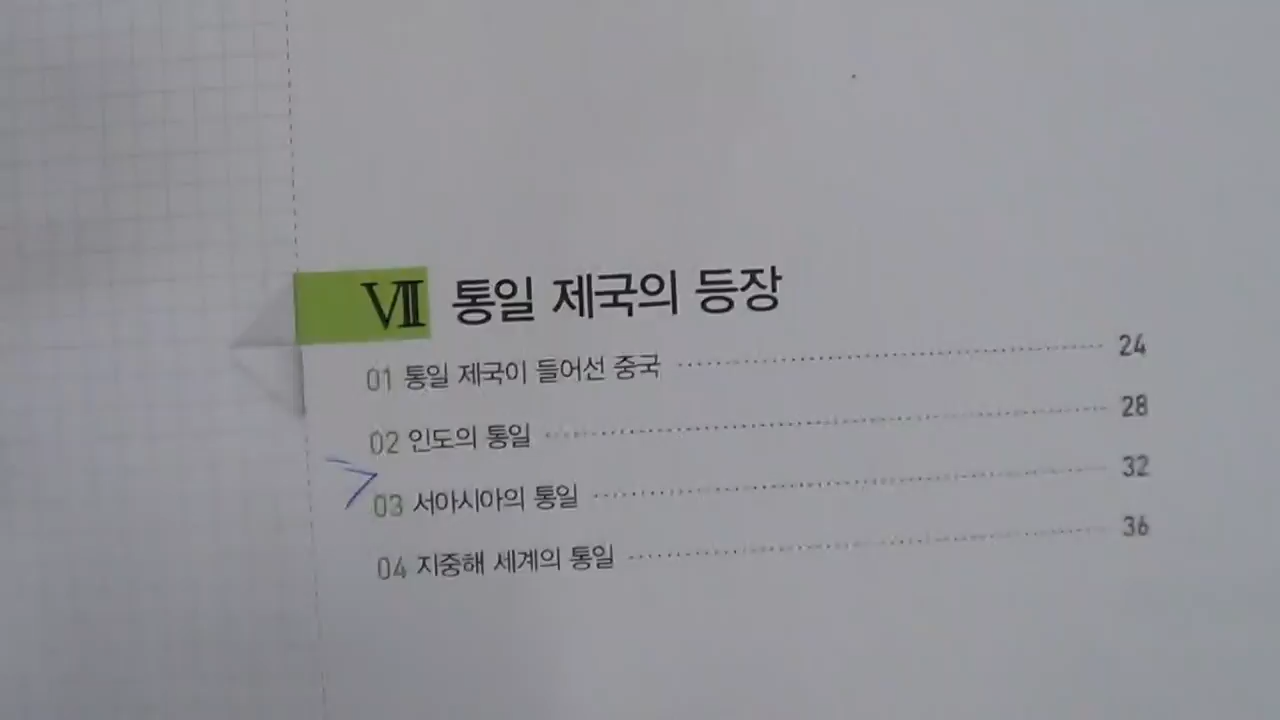 Ⅶ 통일 제국의 등장
01 통일 제국이 들어선 중국 24
02 인도의 통일 28
03 서아시아의 통일 32
04 지중해 세계의 통일 36